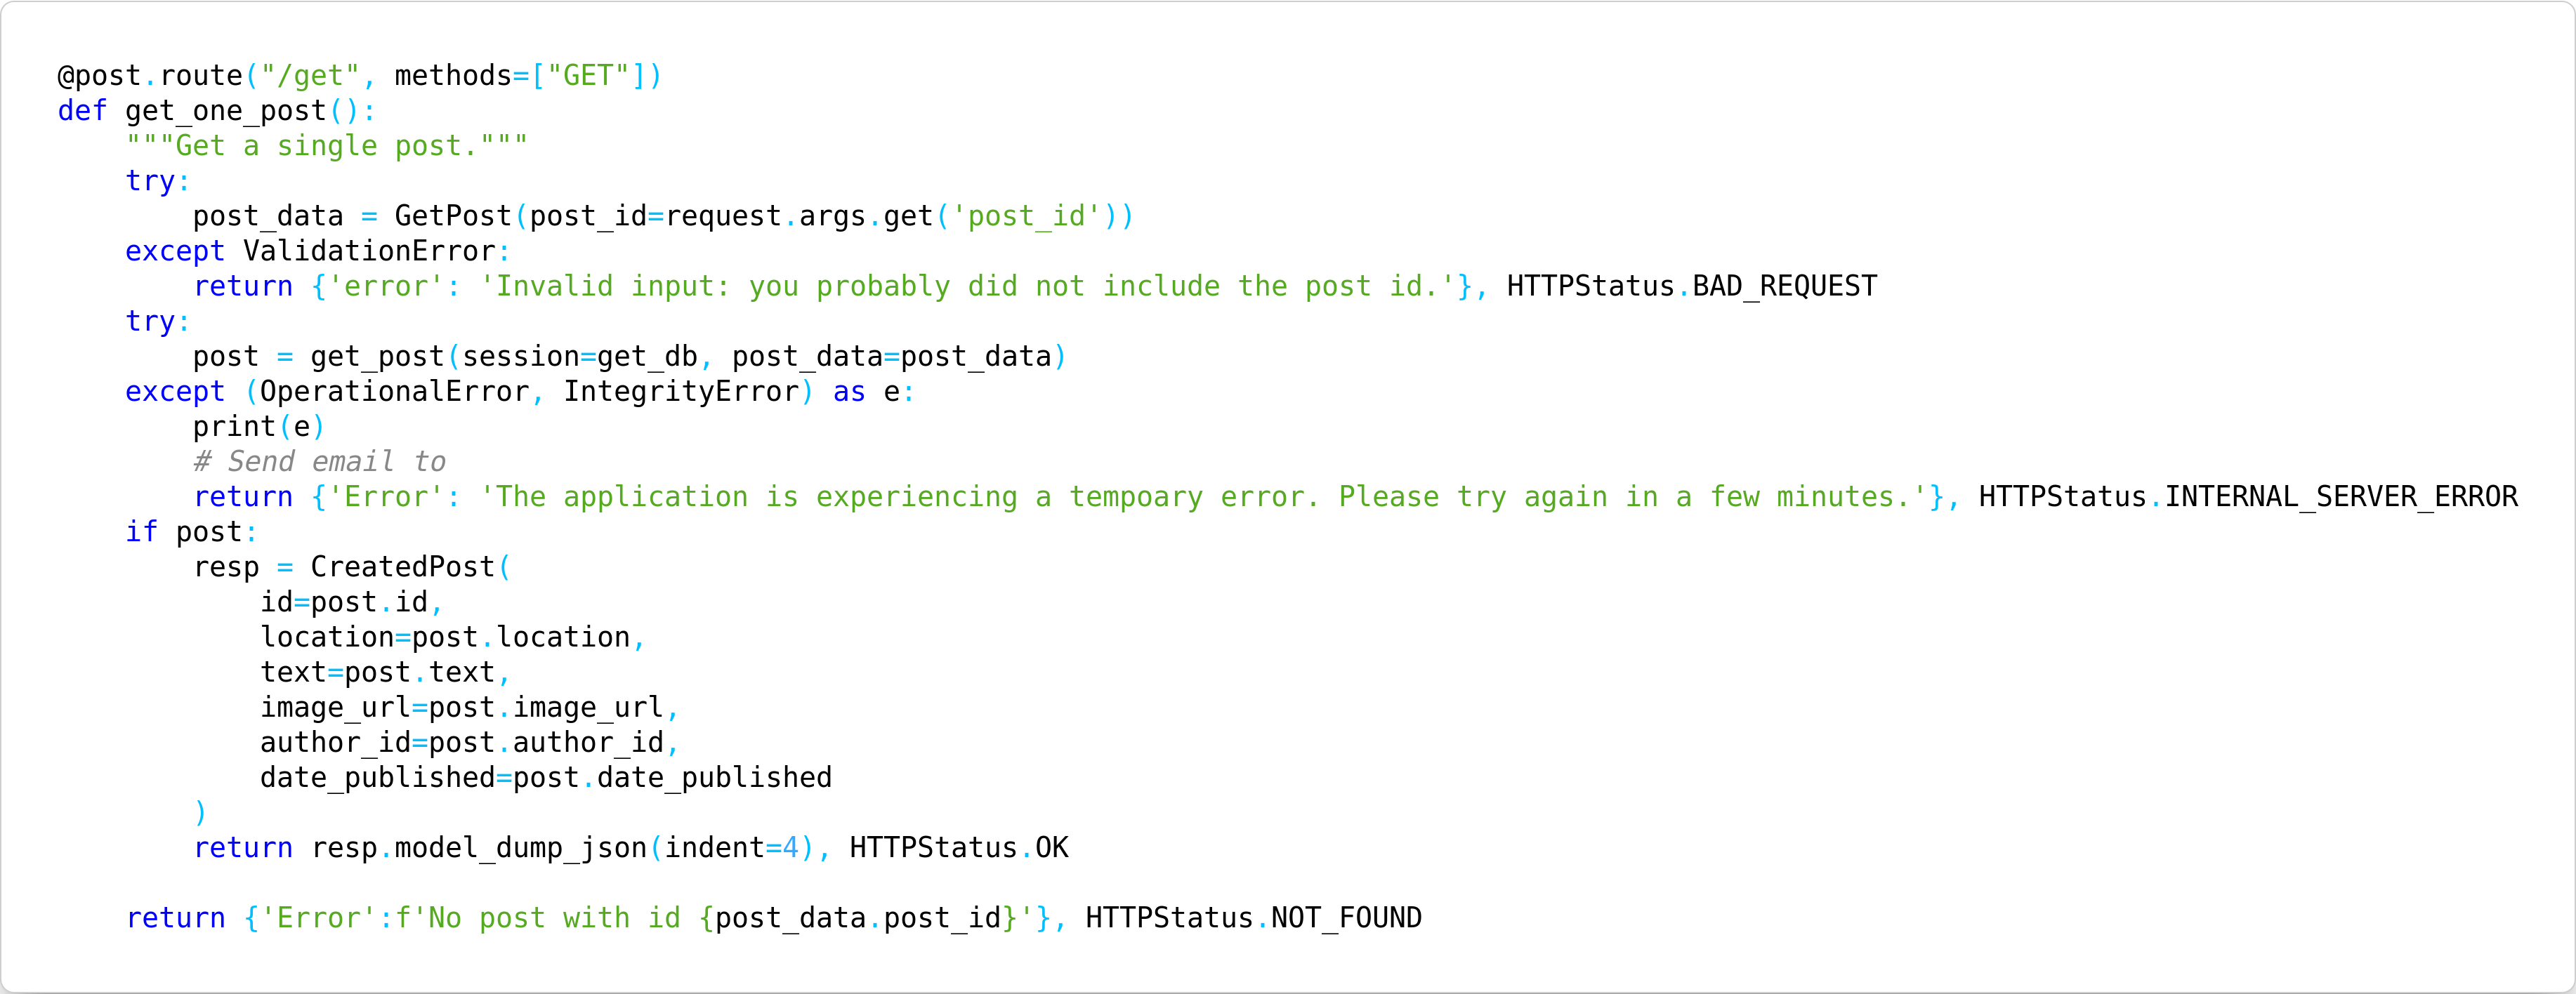 @post.route("/get", methods=["GET"])
def get_one_post():
    """Get a single post."""
    try:
        post_data = GetPost(post_id=request.args.get('post_id'))
    except ValidationError:
        return {'error': 'Invalid input: you probably did not include the post id.'}, HTTPStatus.BAD_REQUEST
    try:
        post = get_post(session=get_db, post_data=post_data)
    except (OperationalError, IntegrityError) as e:
        print(e)
        # Send email to
        return {'Error': 'The application is experiencing a tempoary error. Please try again in a few minutes.'}, HTTPStatus.INTERNAL_SERVER_ERROR
    if post:
        resp = CreatedPost(
            id=post.id,
            location=post.location,
            text=post.text,
            image_url=post.image_url,
            author_id=post.author_id,
            date_published=post.date_published
        )
        return resp.model_dump_json(indent=4), HTTPStatus.OK

    return {'Error':f'No post with id {post_data.post_id}'}, HTTPStatus.NOT_FOUND